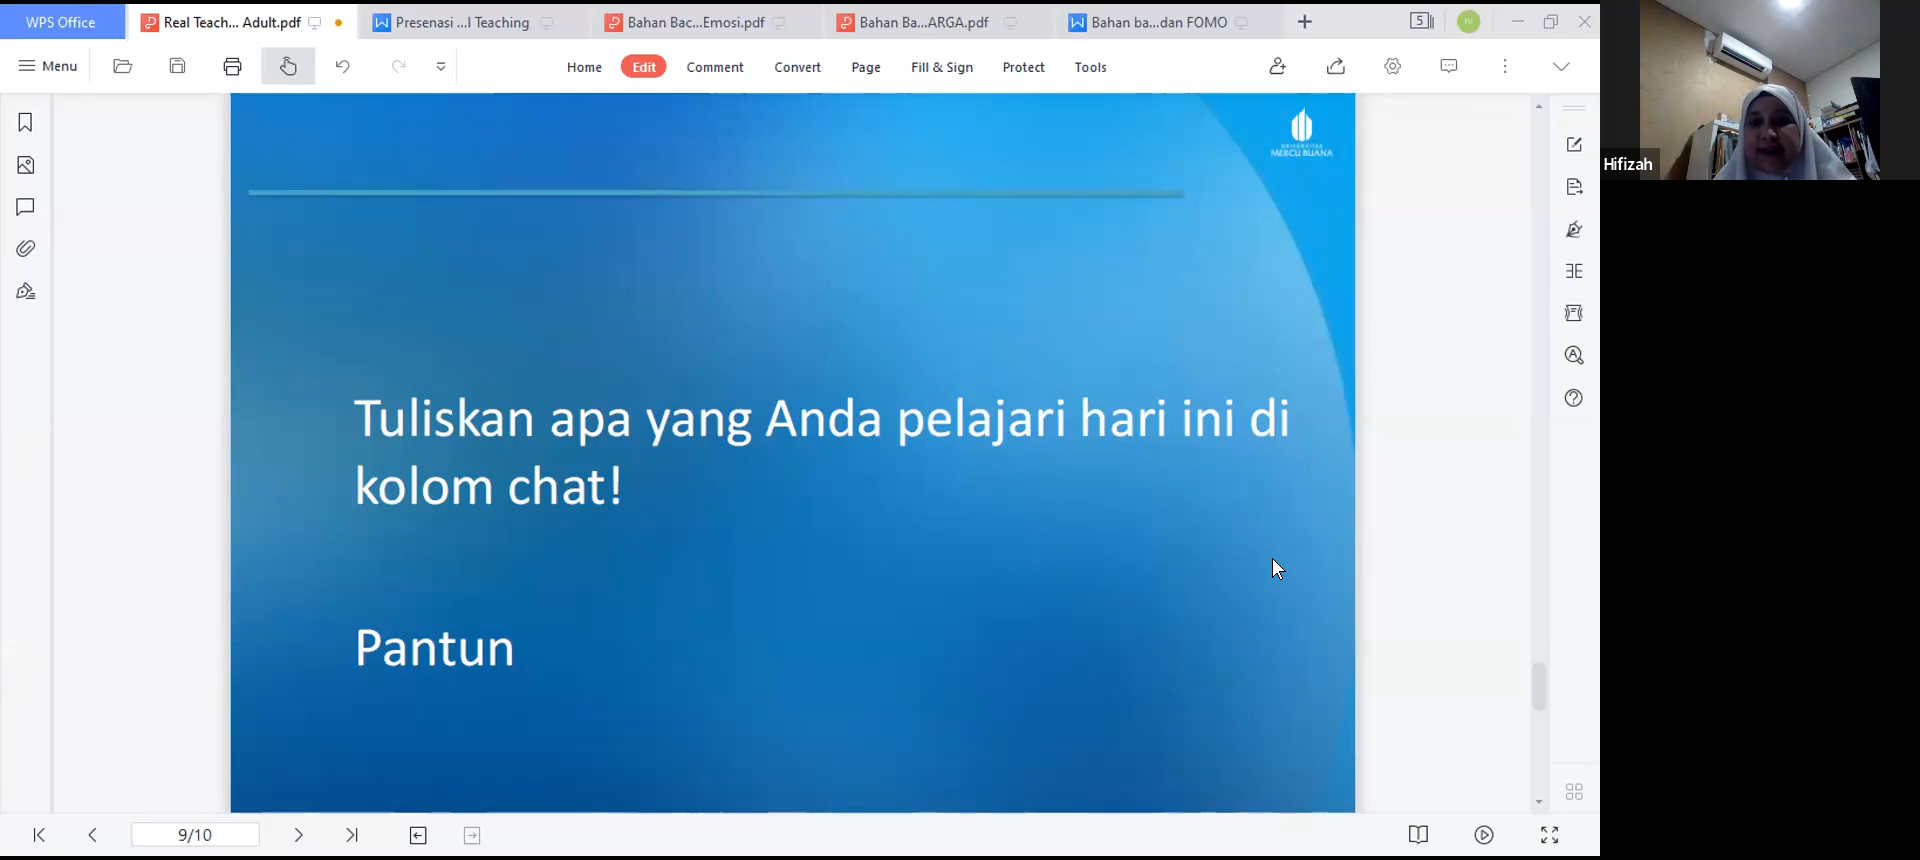 WPS Office
Real Teach... Adult.pdf
Presenasi ...l Teaching
Bahan Bac...Emosi.pdf
Bahan Ba...ARGA.pdf
Bahan ba...dan FOMO
5
Menu
Home
Edit
Comment
Convert
Page
Fill & Sign
Protect
Tools
UNIVERSITAS
MERCU BUANA
Hifizah
Tuliskan apa yang Anda pelajari hari ini di
kolom chat!
Pantun
9/10